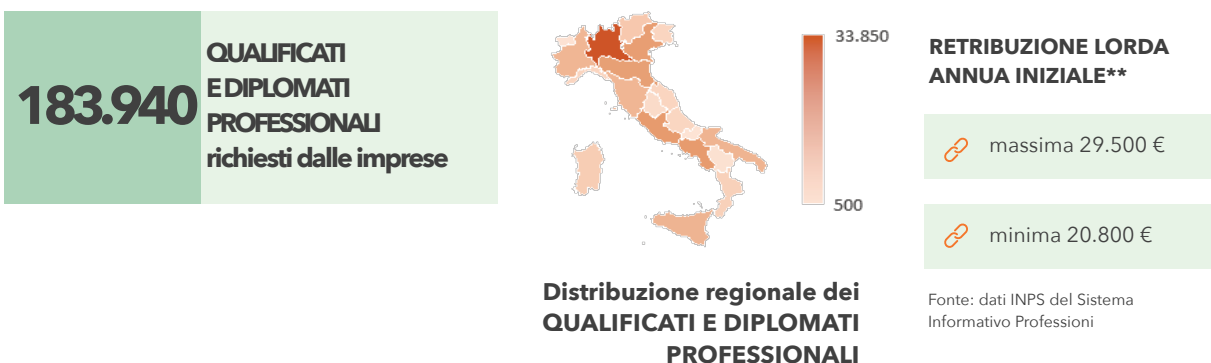 183.940
QUALIFICATI
E DIPLOMATI
PROFESSIONALI
richiesti dalle imprese
33.850
500
Distribuzione regionale dei
QUALIFICATI E DIPLOMATI
PROFESSIONALI
RETRIBUZIONE LORDA
ANNUA INIZIALE**
massima 29.500 €
minima 20.800 €
Fonte: dati INPS del Sistema
Informativo Professioni